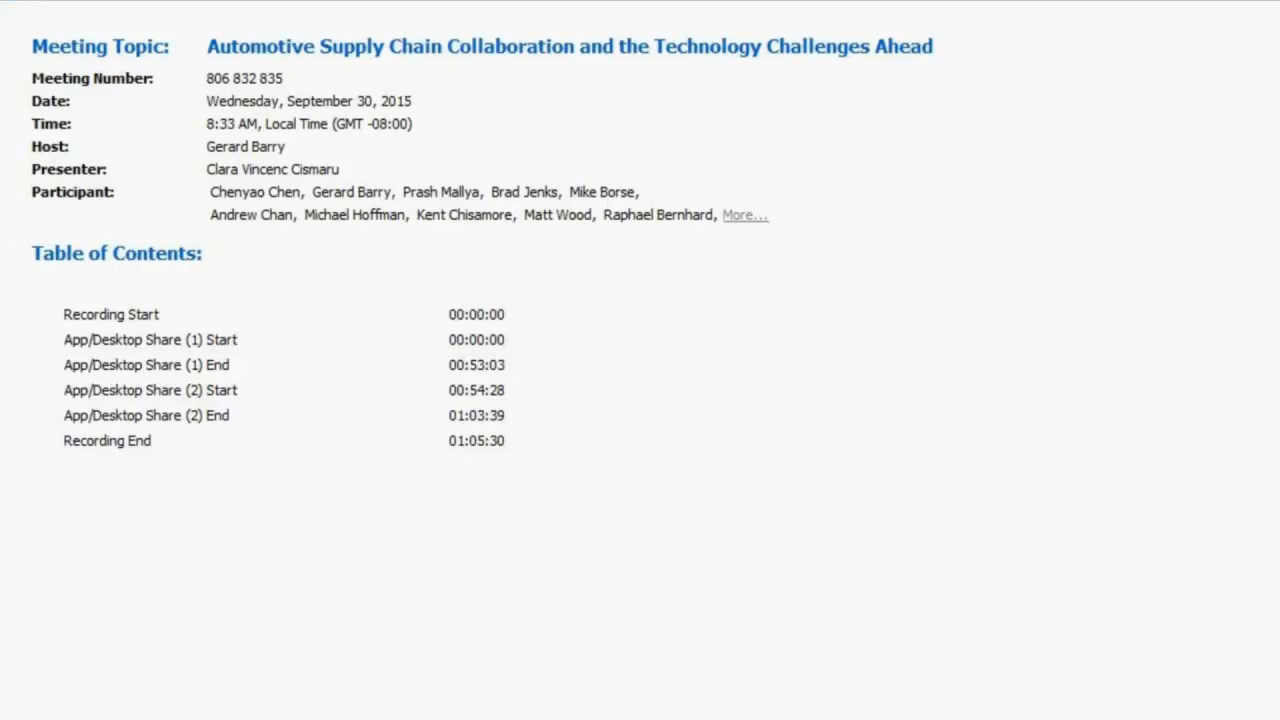 Meeting Topic: Automotive Supply Chain Collaboration and the Technology Challenges Ahead
Meeting Number: 806 832 835
Date: Wednesday, September 30, 2015
Time: 8:33 AM, Local Time (GMT -08:00)
Host: Gerard Barry
Presenter: Clara Vincenc Cismaru
Participant: Chenyao Chen, Gerard Barry, Prash Mallya, Brad Jenks, Mike Borse,
Andrew Chan, Michael Hoffman, Kent Chisamore, Matt Wood, Raphael Bernhard, More...
Table of Contents:
Recording Start 00:00:00
App/Desktop Share (1) Start 00:00:00
App/Desktop Share (1) End 00:53:03
App/Desktop Share (2) Start 00:54:28
App/Desktop Share (2) End 01:03:39
Recording End 01:05:30